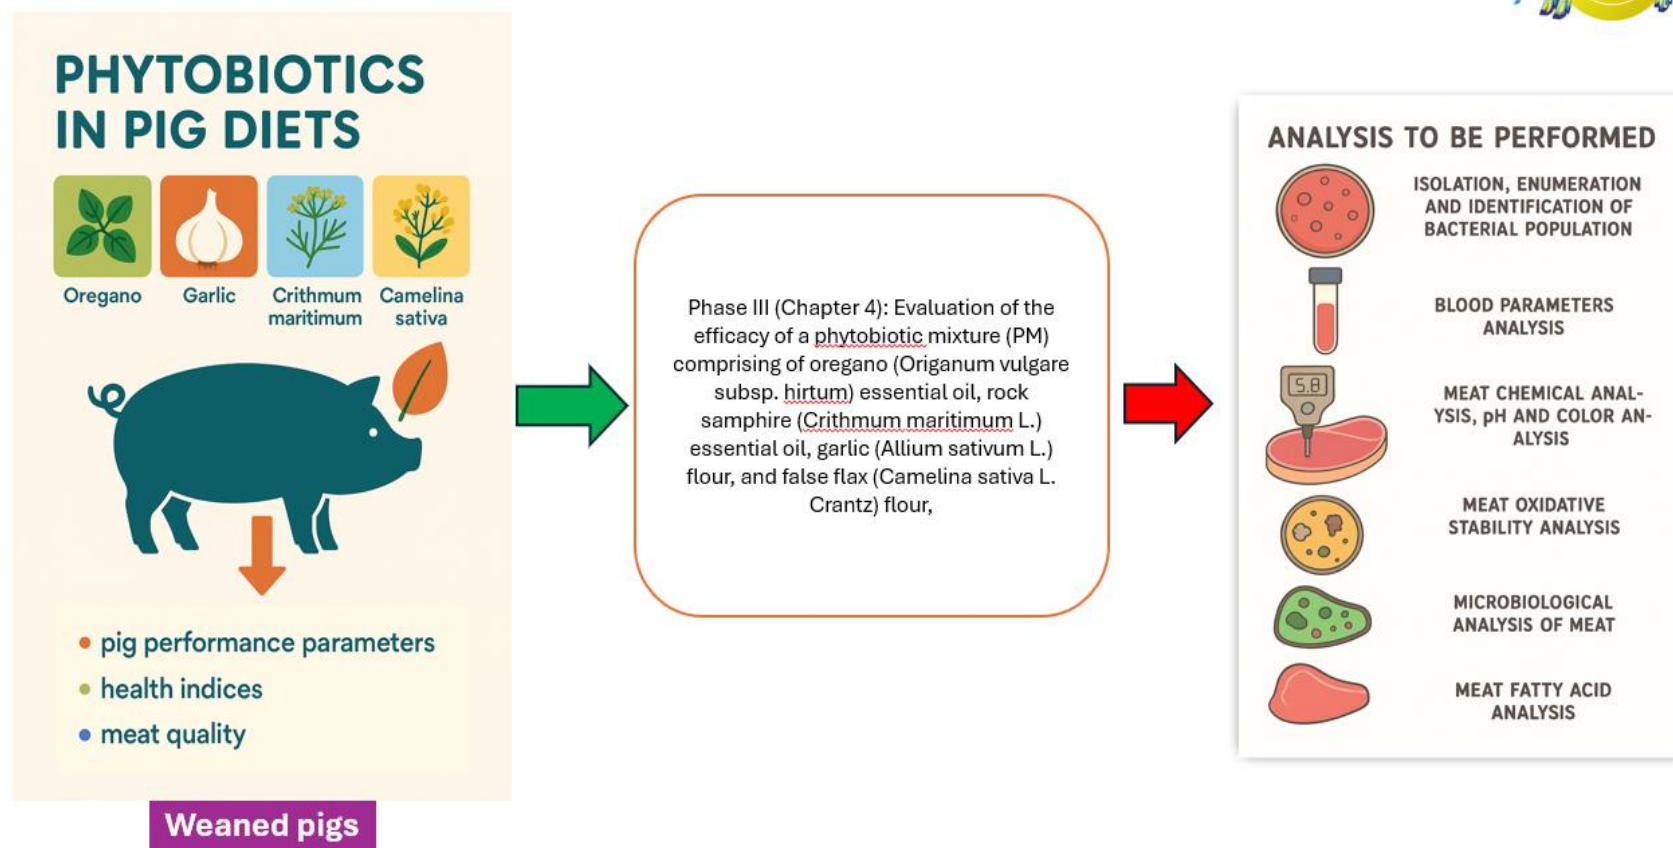 PHYTOBIOTICS
IN PIG DIETS
Oregano
Garlic
Crithmum
maritimum
Camelina
sativa
• pig performance parameters
• health indices
• meat quality
Weaned pigs
Phase III (Chapter 4): Evaluation of the
efficacy of a phytobiotic mixture (PM)
comprising of oregano (Origanum vulgare
subsp. hirtum) essential oil, rock
samphire (Crithmum maritimum L.)
essential oil, garlic (Allium sativum L.)
flour, and false flax (Camelina sativa L.
Crantz) flour,
ANALYSIS TO BE PERFORMED
ISOLATION, ENUMERATION
AND IDENTIFICATION OF
BACTERIAL POPULATION
BLOOD PARAMETERS
ANALYSIS
5.8
MEAT CHEMICAL ANAL-
YSIS, pH AND COLOR AN-
ALYSIS
MEAT OXIDATIVE
STABILITY ANALYSIS
MICROBIOLOGICAL
ANALYSIS OF MEAT
MEAT FATTY ACID
ANALYSIS